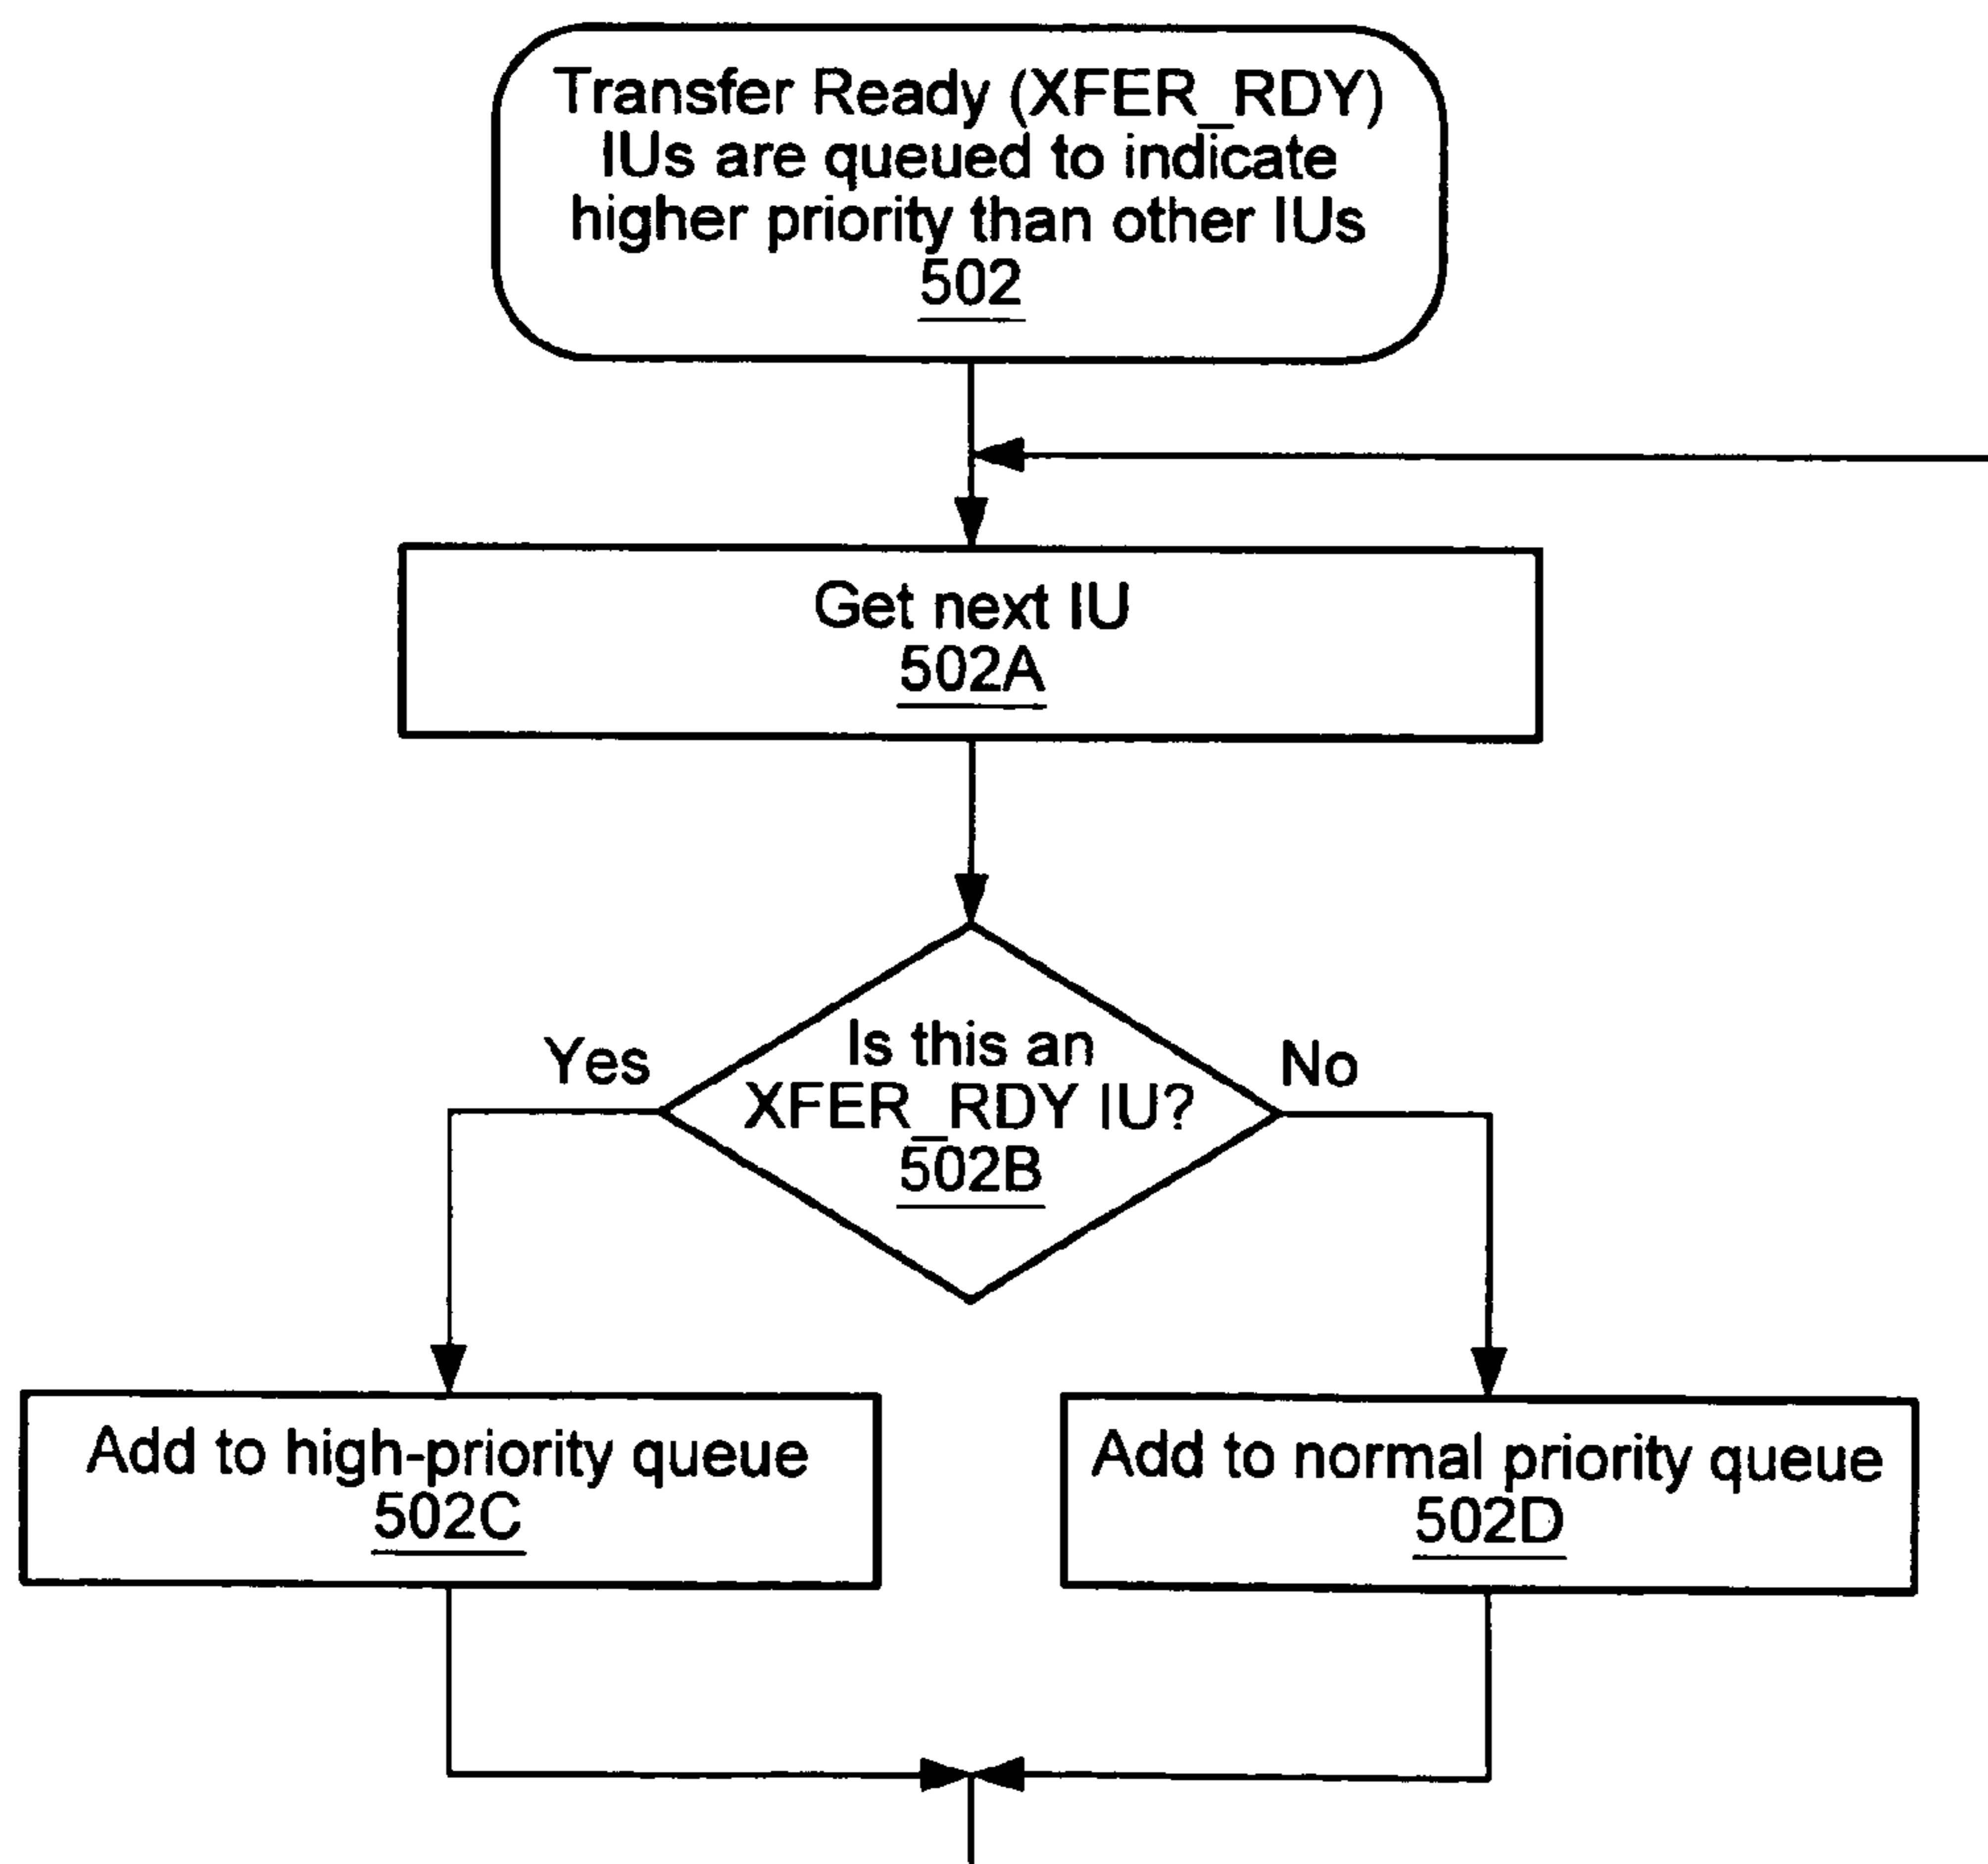 Transfer Ready (XFER_RDY)
IUs are queued to indicate
higher priority than other IUs
502
Get next IU
502A
Yes
Is this an
XFER_RDY IU?
502B
No
Add to high-priority queue
502C
Add to normal priority queue
502D